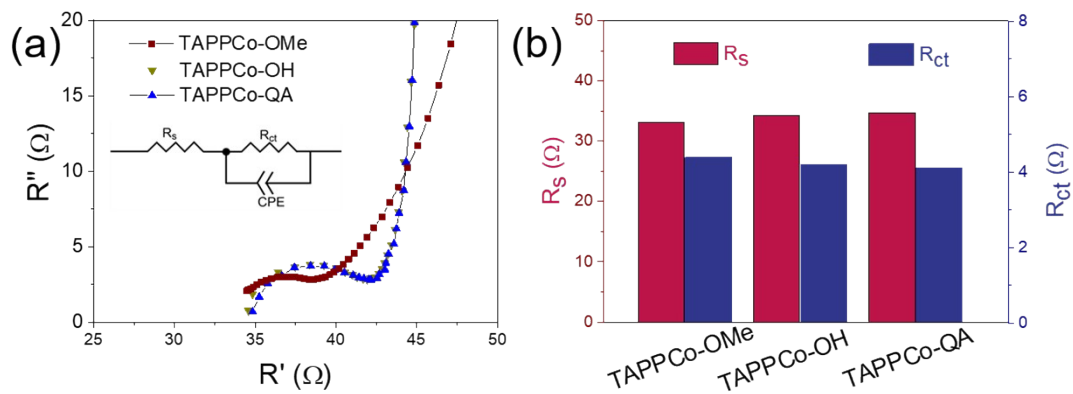 (a)
TAPPCo-OMe
TAPPCo-OH
TAPPCo-QA
Rs
Rct
CPE
R'' (Ω)
20
15
10
5
0
25
30
35
40
45
50
R' (Ω)
(b)
Rs
Rct
Rs (Ω)
50
40
30
20
10
0
8
6
4
2
0
Rct (Ω)
TAPPCo-OMe
TAPPCo-OH
TAPPCo-QA